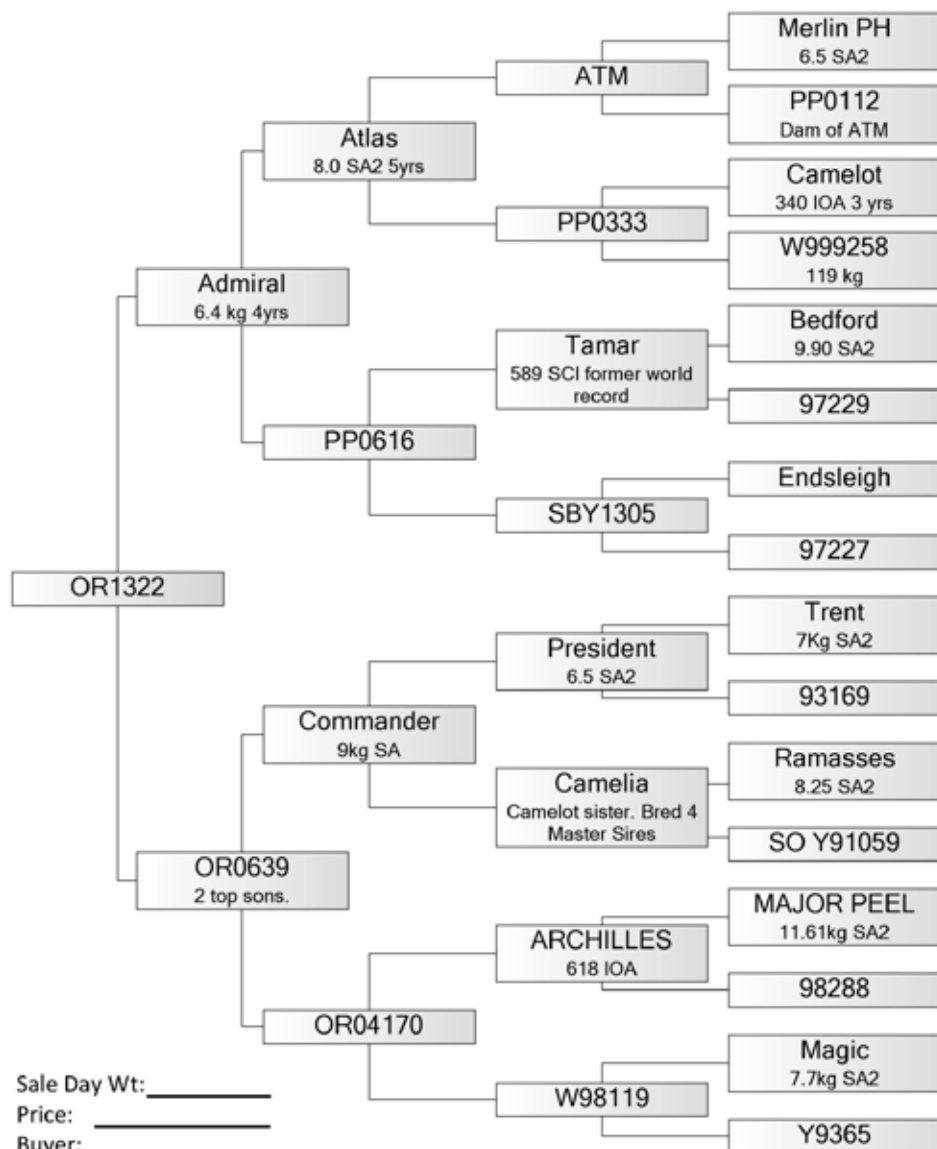 Merlin PH
6.5 SA2
ATM
PP0112
Dam of ATM
Atlas
8.0 SA2 5yrs
Camelot
340 IOA 3 yrs
PP0333
W999258
119 kg
Admiral
6.4 kg 4yrs
Bedford
9.90 SA2
Tamar
589 SCI former world
record
97229
PP0616
Endsleigh
SBY1305
97227
OR1322
Trent
7Kg SA2
President
6.5 SA2
93169
Commander
9kg SA
Ramasses
8.25 SA2
Camelia
Camelot sister. Bred 4
Master Sires
SO Y91059
OR0639
2 top sons.
MAJOR PEEL
11.61kg SA2
ARCHILLES
618 IOA
98288
OR04170
Magic
7.7kg SA2
W98119
Y9365
Sale Day Wt:
Price:
Buyer: